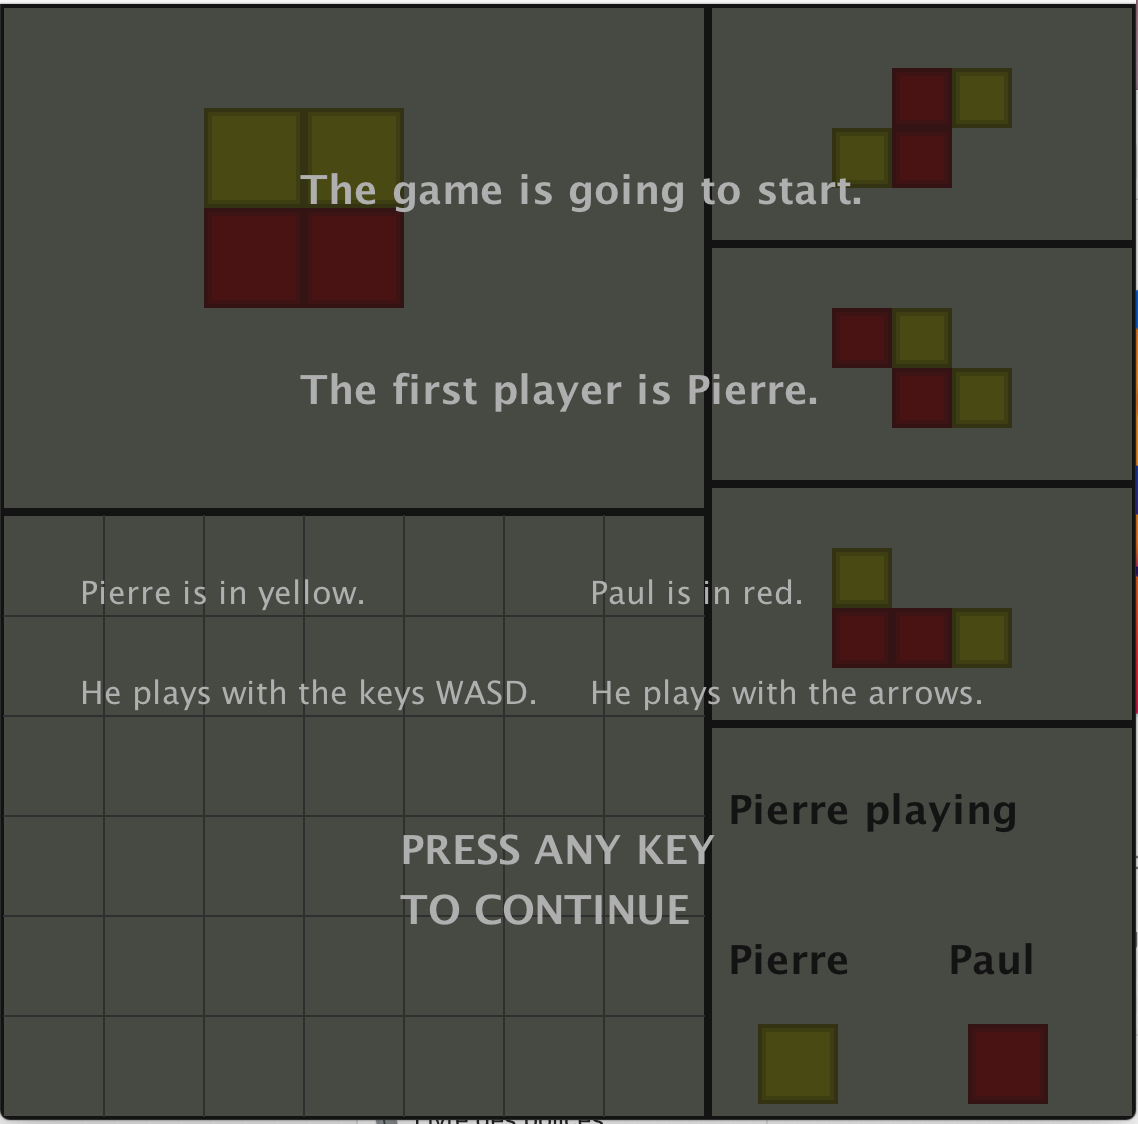 The game is going to start.
The first player is Pierre.
Pierre is in yellow.
Paul is in red.
He plays with the keys WASD.
He plays with the arrows.
PRESS ANY KEY
TO CONTINUE
Pierre playing
Pierre
Paul